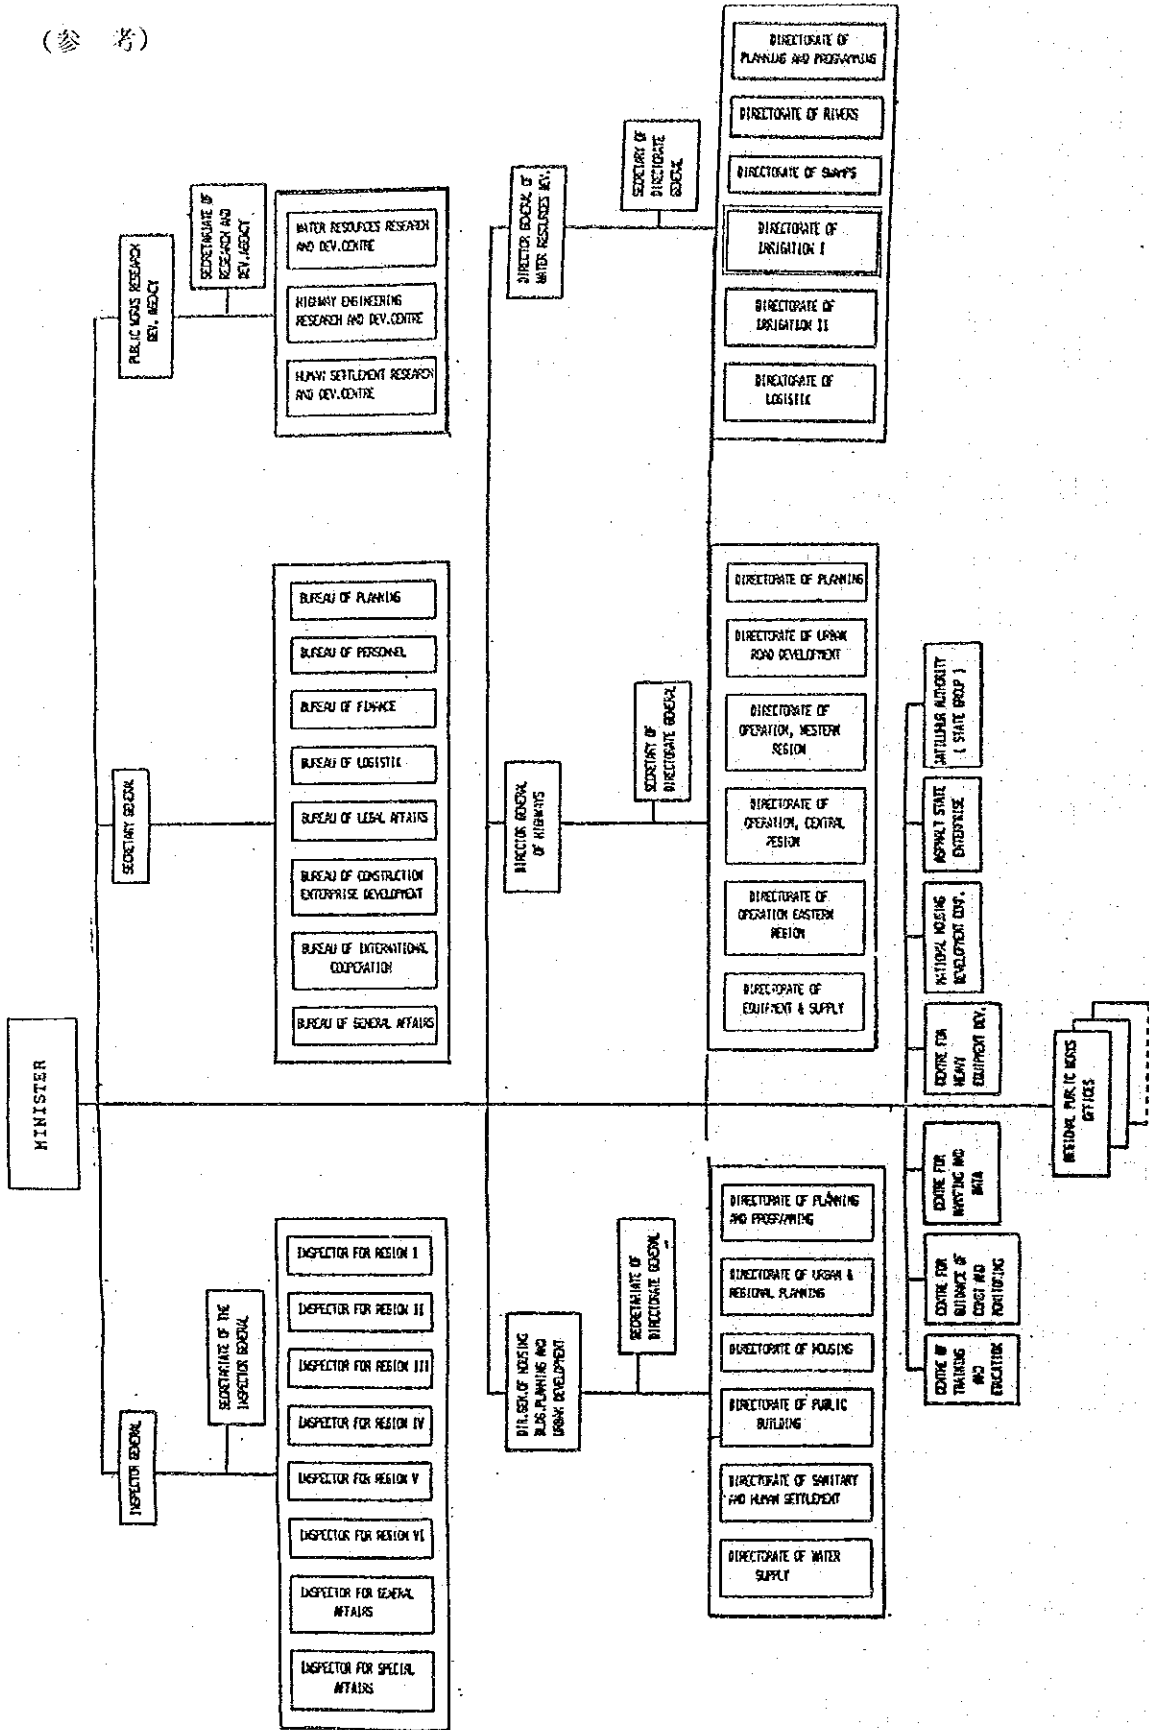 (参 考)
MINISTER
INSPECTOR GENERAL
SECRETARIATE OF THE
INSPECTOR GENERAL
INSPECTOR FOR REGION I
INSPECTOR FOR REGION II
INSPECTOR FOR REGION III
INSPECTOR FOR REGION IV
INSPECTOR FOR REGION V
INSPECTOR FOR REGION VI
INSPECTOR FOR GENERAL
AFFAIRS
INSPECTOR FOR SPECIAL
AFFAIRS
SECRETARY GENERAL
BUREAU OF PLANNING
BUREAU OF PERSONNEL
BUREAU OF FINANCE
BUREAU OF LOGISTIK
BUREAU OF LEGAL AFFAIRS
BUREAU OF CONSTRUCTION
ENTERPRISE DEVELOPMENT
BUREAU OF INTERNATIONAL
COOPERATION
BUREAU OF GENERAL AFFAIRS
PUBLIC WORKS RESEARCH
DEV. AGENCY
SECRETARIATE OF
RESEARCH AND
DEV.AGENCY
WATER RESOURCES RESEARCH
AND DEV.CENTRE
HIGHWAY ENGINEERING
RESEARCH AND DEV.CENTRE
HUMAN SETTLEMENT RESEARCH
AND DEV.CENTRE
DIR.GEN.OF HOUSING
BLDG.PLANNING AND
URBAN DEVELOPMENT
SECRETARIATE OF
DIRECTORATE GENERAL
DIRECTORATE OF PLANNING
AND PROGRAMMING
DIRECTORATE OF URBAN &
REGIONAL PLANNING
DIRECTORATE OF HOUSING
DIRECTORATE OF PUBLIC
BUILDING
DIRECTORATE OF SANITARY
AND HUMAN SETTLEMENT
DIRECTORATE OF WATER
SUPPLY
DIRECTOR GENERAL
OF HIGHWAYS
SECRETARY OF
DIRECTORATE GENERAL
DIRECTORATE OF PLANNING
DIRECTORATE OF URBAN
ROAD DEVELOPMENT
DIRECTORATE OF
OPERATION, WESTERN
REGION
DIRECTORATE OF
OPERATION, CENTRAL
REGION
DIRECTORATE OF
OPERATION EASTERN
REGION
DIRECTORATE OF
EQUIPMENT & SUPPLY
DIRECTOR GENERAL OF
WATER RESOURCES DEV.
SECRETARY OF
DIRECTORATE
GENERAL
DIRECTORATE OF
PLANNING AND PROGRAMMING
DIRECTORATE OF RIVERS
DIRECTORATE OF SWAMPS
DIRECTORATE OF
IRRIGATION I
DIRECTORATE OF
IRRIGATION II
DIREKTORATE OF
LOGISTIK
CENTRE OF
TRAINING
AND
EDUCATION
CENTRE FOR
GUIDANCE OF
CONST AND
MONITORING
CENTRE FOR
MAPPING AND
DATA
CENTRE FOR
HEAVY
EQUIPMENT DEV.
NATIONAL HOUSING
DEVELOPMENT CORP.
ASPHALT STATE
ENTERPRISE
JATILUHUR AUTHORITY
( STATE GROUP )
REGIONAL PUBLIC WORKS
OFFICES